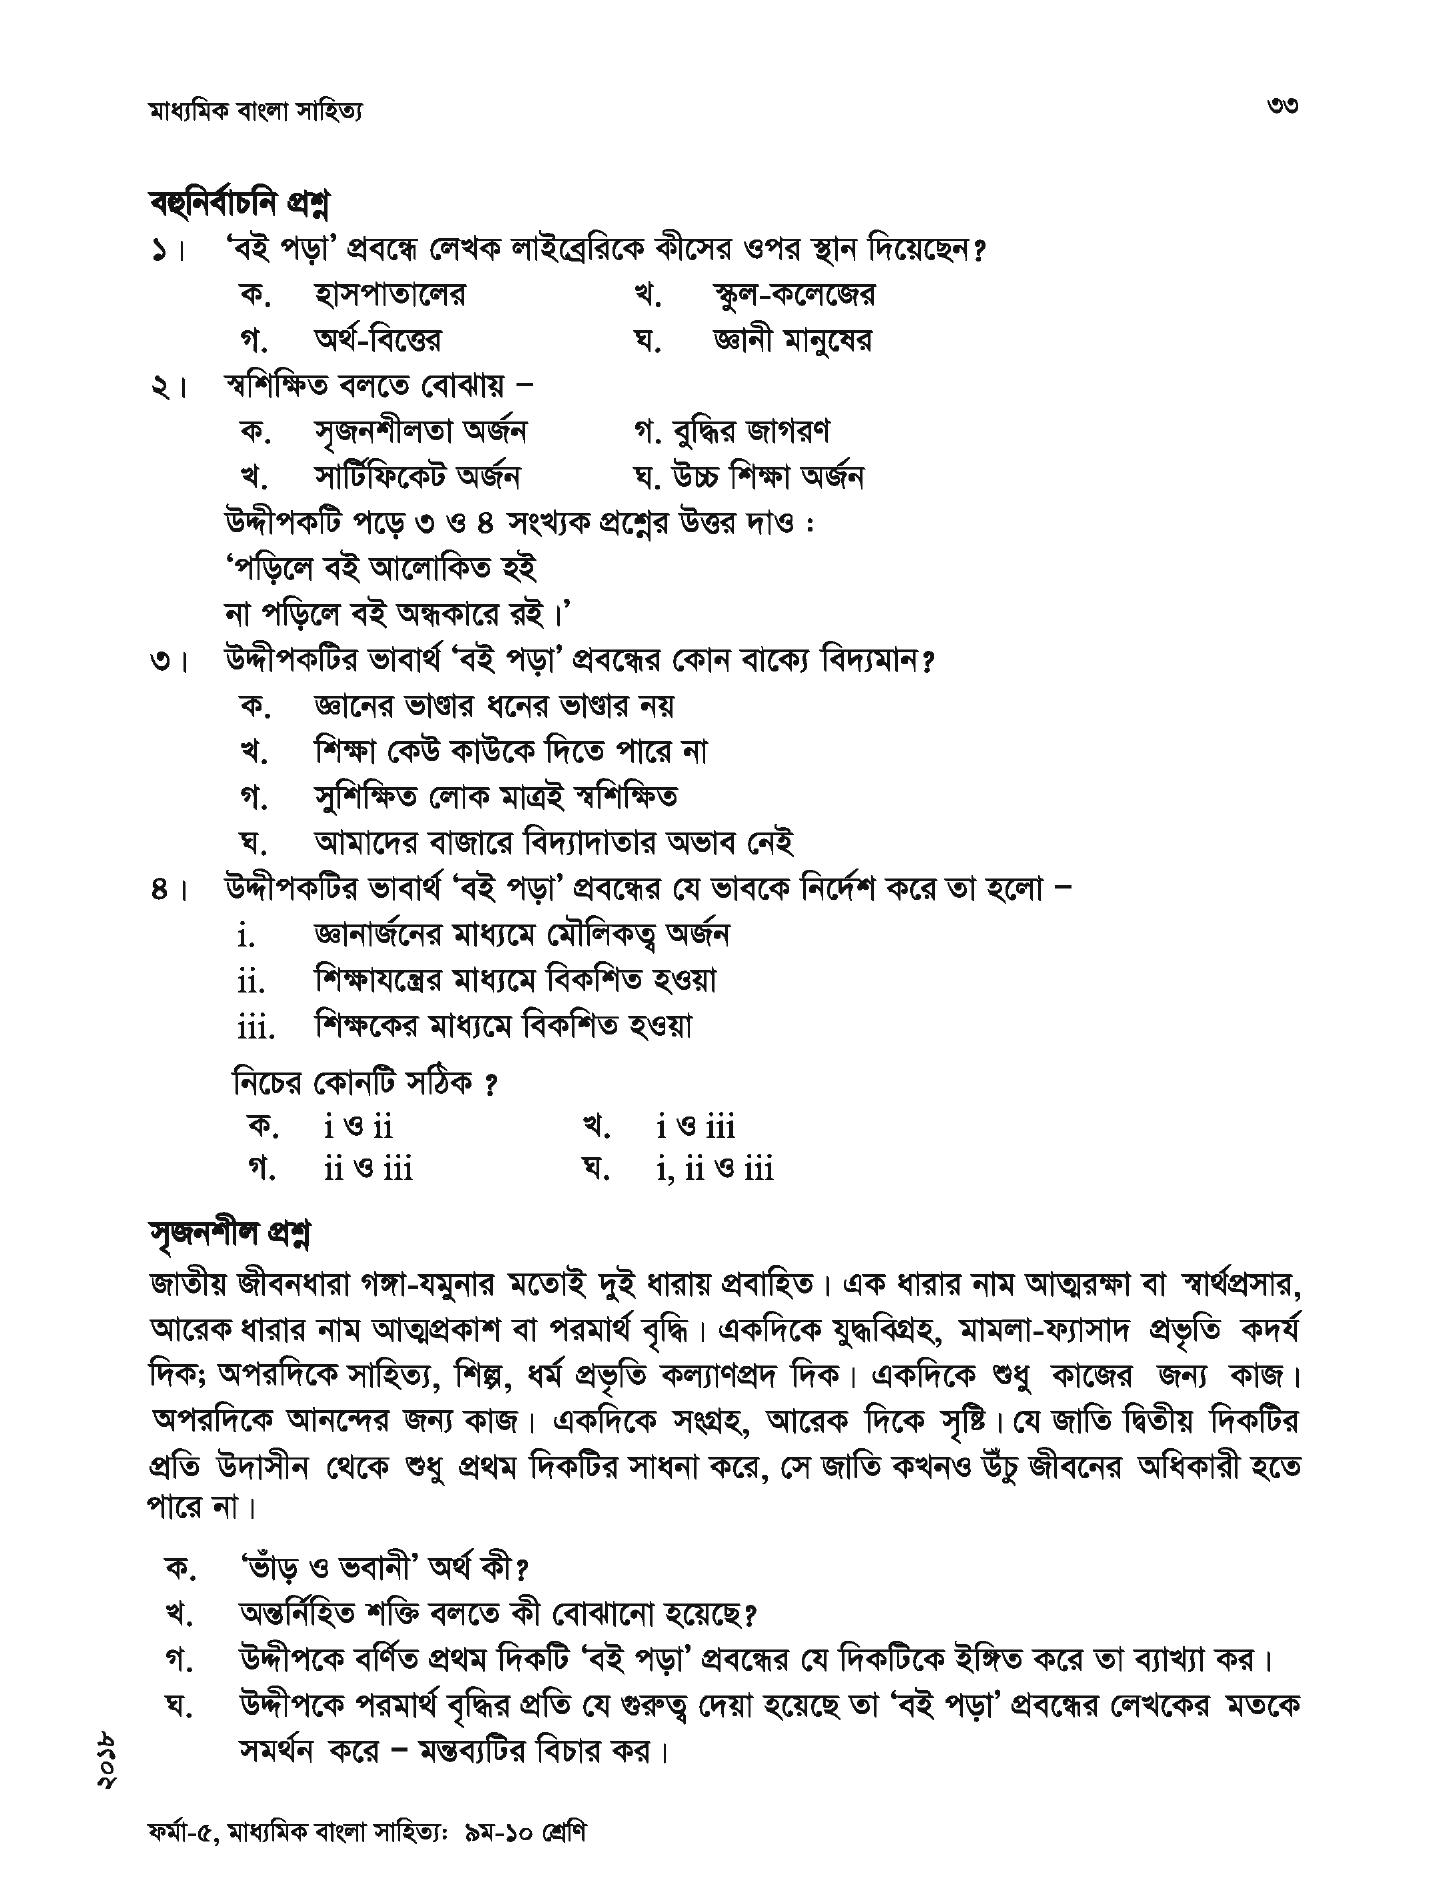 মাধ্যমিক বাংলা সাহিত্য ৩৩
বহুনির্বাচনি প্রশ্ন
১। ‘বই পড়া’ প্রবন্ধে লেখক লাইব্রেরিকে কীসের ওপর স্থান দিয়েছেন?
ক. হাসপাতালের খ. স্কুল-কলেজের
গ. অর্থ-বিত্তের ঘ. জ্ঞানী মানুষের
২। স্বশিক্ষিত বলতে বোঝায় –
ক. সৃজনশীলতা অর্জন গ. বুদ্ধির জাগরণ
খ. সার্টিফিকেট অর্জন ঘ. উচ্চ শিক্ষা অর্জন
উদ্দীপকটি পড়ে ৩ ও ৪ সংখ্যক প্রশ্নের উত্তর দাও :
‘পড়িলে বই আলোকিত হই
না পড়িলে বই অন্ধকারে রই।’
৩। উদ্দীপকটির ভাবার্থ ‘বই পড়া’ প্রবন্ধের কোন বাক্যে বিদ্যমান?
ক. জ্ঞানের ভাণ্ডার ধনের ভাণ্ডার নয়
খ. শিক্ষা কেউ কাউকে দিতে পারে না
গ. সুশিক্ষিত লোক মাত্রই স্বশিক্ষিত
ঘ. আমাদের বাজারে বিদ্যাদাতার অভাব নেই
৪। উদ্দীপকটির ভাবার্থ ‘বই পড়া’ প্রবন্ধের যে ভাবকে নির্দেশ করে তা হলো –
i. জ্ঞানার্জনের মাধ্যমে মৌলিকত্ব অর্জন
ii. শিক্ষাযন্ত্রের মাধ্যমে বিকশিত হওয়া
iii. শিক্ষকের মাধ্যমে বিকশিত হওয়া
নিচের কোনটি সঠিক ?
ক. i ও ii খ. i ও iii
গ. ii ও iii ঘ. i, ii ও iii
সৃজনশীল প্রশ্ন
জাতীয় জীবনধারা গঙ্গা-যমুনার মতোই দুই ধারায় প্রবাহিত। এক ধারার নাম আত্মরক্ষা বা স্বার্থপ্রসার,
আরেক ধারার নাম আত্মপ্রকাশ বা পরমার্থ বৃদ্ধি। একদিকে যুদ্ধবিগ্রহ, মামলা-ফ্যাসাদ প্রভৃতি কদর্য
দিক; অপরদিকে সাহিত্য, শিল্প, ধর্ম প্রভৃতি কল্যাণপ্রদ দিক। একদিকে শুধু কাজের জন্য কাজ।
অপরদিকে আনন্দের জন্য কাজ। একদিকে সংগ্রহ, আরেক দিকে সৃষ্টি। যে জাতি দ্বিতীয় দিকটির
প্রতি উদাসীন থেকে শুধু প্রথম দিকটির সাধনা করে, সে জাতি কখনও উঁচু জীবনের অধিকারী হতে
পারে না।
ক. ‘ভাঁড় ও ভবানী’ অর্থ কী?
খ. অন্তর্নিহিত শক্তি বলতে কী বোঝানো হয়েছে?
গ. উদ্দীপকে বর্ণিত প্রথম দিকটি ‘বই পড়া’ প্রবন্ধের যে দিকটিকে ইঙ্গিত করে তা ব্যাখ্যা কর।
ঘ. উদ্দীপকে পরমার্থ বৃদ্ধির প্রতি যে গুরুত্ব দেয়া হয়েছে তা ‘বই পড়া’ প্রবন্ধের লেখকের মতকে
সমর্থন করে – মন্তব্যটির বিচার কর।
২০১৮
ফর্মা-৫, মাধ্যমিক বাংলা সাহিত্য: ৯ম-১০ শ্রেণি